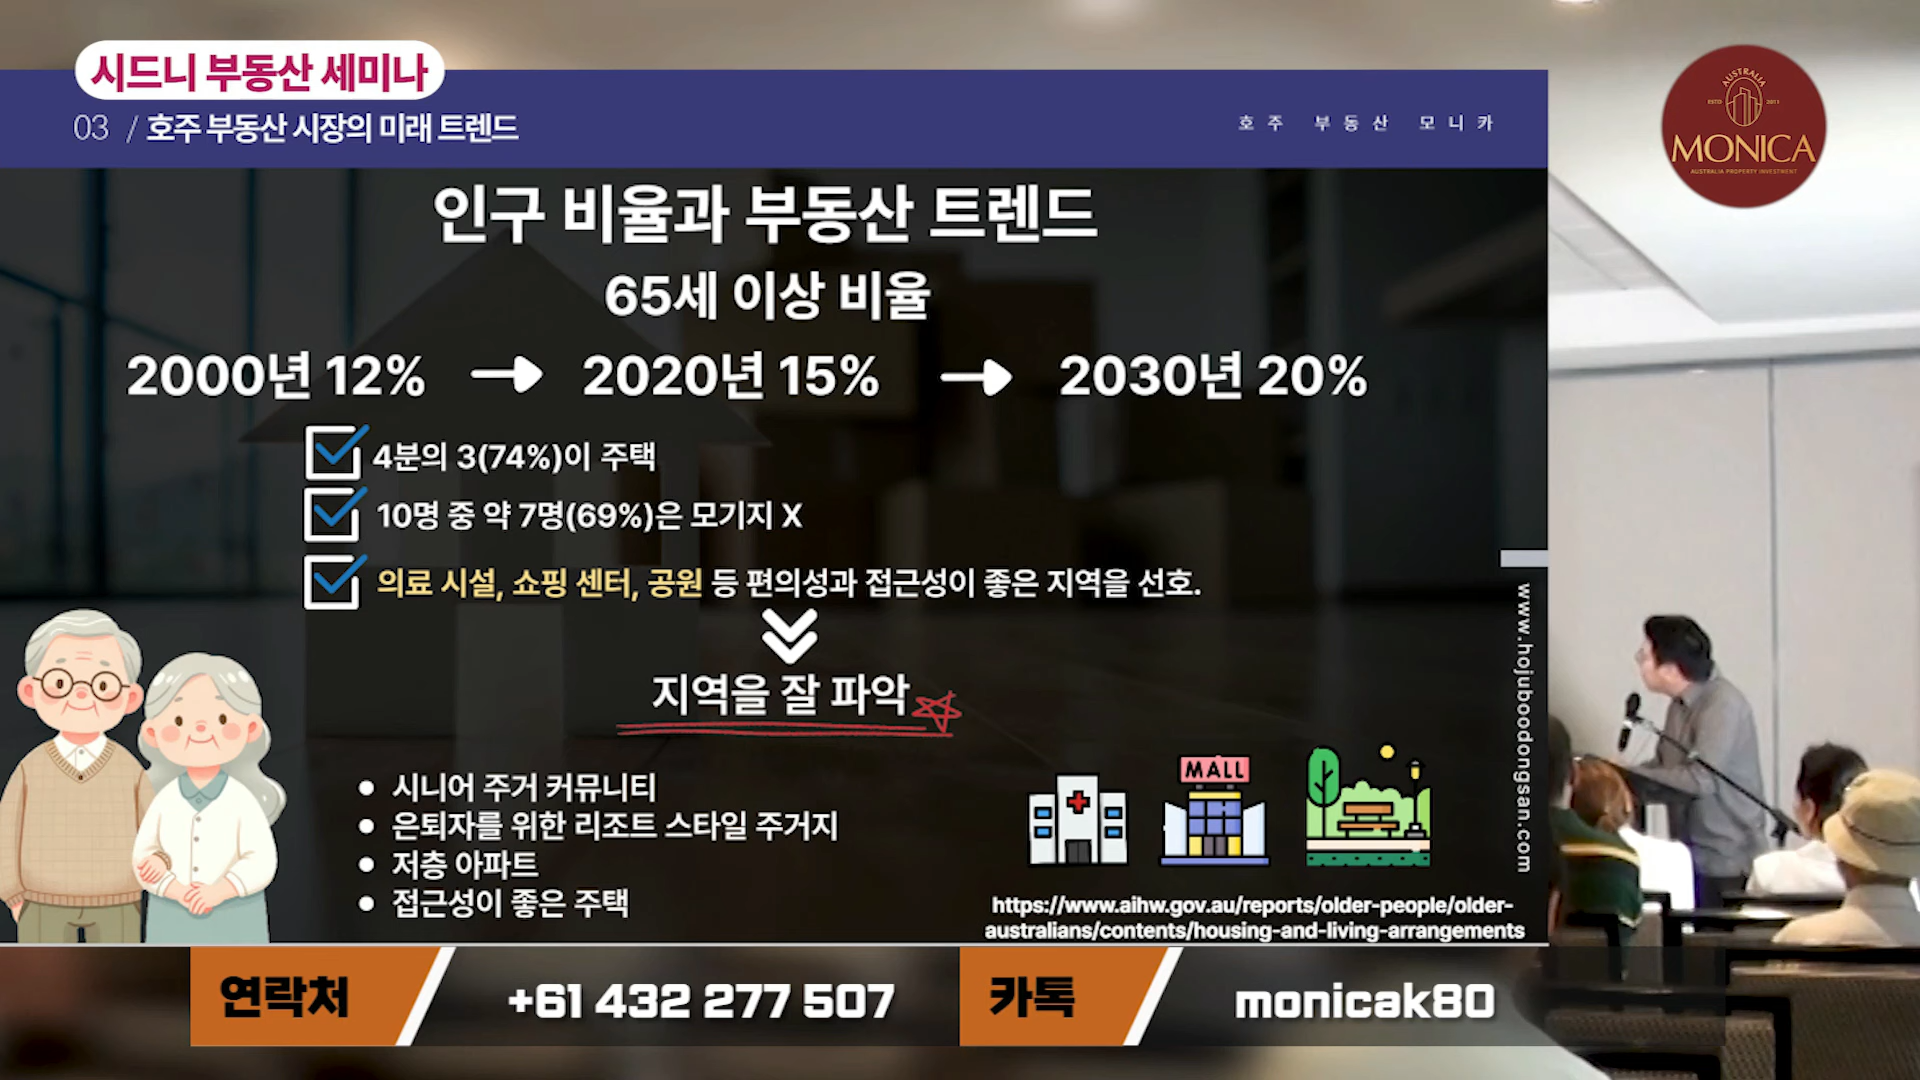 시드니 부동산 세미나
03 / 호주 부동산 시장의 미래 트렌드
호주 부동산 모니카
AUSTRALIA
ESTD 2011
MONICA
AUSTRALIA PROPERTY INVESTMENT
인구 비율과 부동산 트렌드
65세 이상 비율
2000년 12% → 2020년 15% → 2030년 20%
4분의 3(74%)이 주택
10명 중 약 7명(69%)은 모기지 X
의료 시설, 쇼핑 센터, 공원 등 편의성과 접근성이 좋은 지역을 선호.
지역을 잘 파악
• 시니어 주거 커뮤니티
• 은퇴자를 위한 리조트 스타일 주거지
• 저층 아파트
• 접근성이 좋은 주택
MALL
https://www.aihw.gov.au/reports/older-people/older-
australians/contents/housing-and-living-arrangements
www.hojuboodongsan.com
연락처 +61 432 277 507 카톡 monicak80